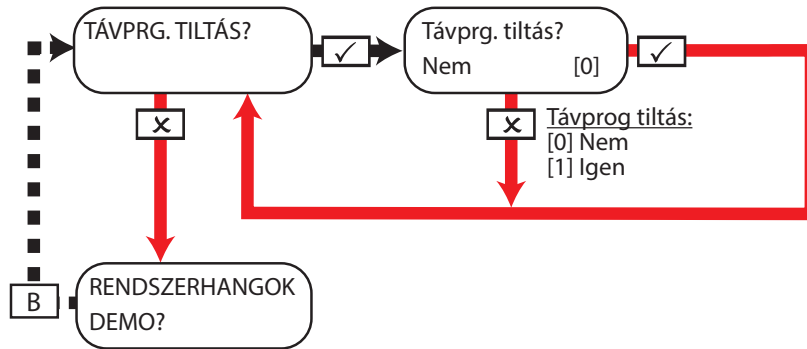 TÁVPRG. TILTÁS?
✓
Távprg. tiltás?
Nem [0]
✓
✗
✗
Távprog tiltás:
[0] Nem
[1] Igen
B
RENDSZERHANGOK
DEMO?